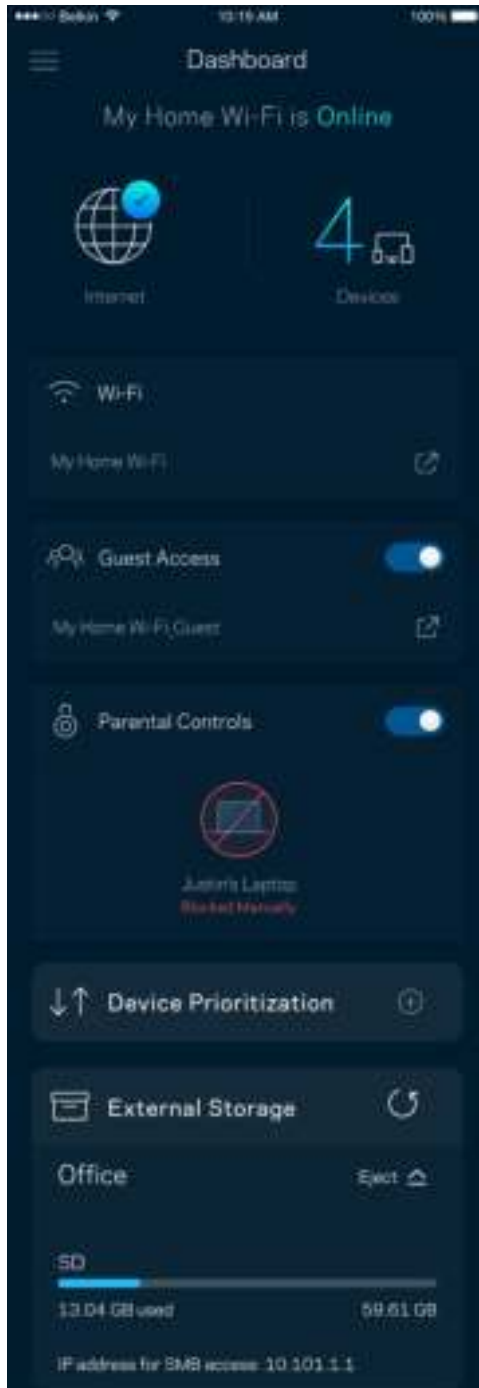 Belkin 10:19 AM 100%
Dashboard
My Home Wi-Fi is Online
4
Internet Devices
Wi-Fi
My Home Wi-Fi
Guest Access
My Home Wi-Fi_Guest
Parental Controls
Justin's Laptop
Blocked Manually
Device Prioritization
External Storage
Office Eject
SD
13.04 GB used 59.61 GB
IP address for SMB access: 10.101.1.1